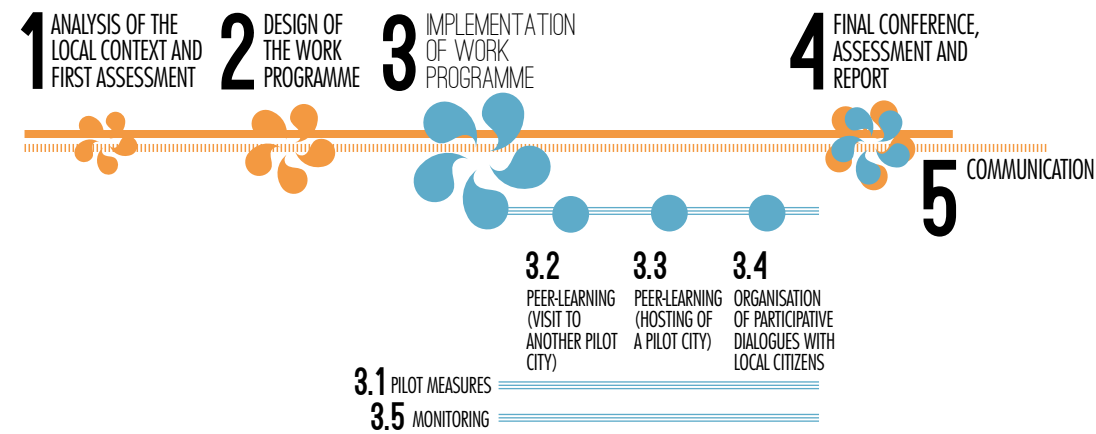 1 ANALYSIS OF THE
LOCAL CONTEXT AND
FIRST ASSESSMENT
2 DESIGN OF
THE WORK
PROGRAMME
3 IMPLEMENTATION
OF WORK
PROGRAMME
4 FINAL CONFERENCE,
ASSESSMENT AND
REPORT
5 COMMUNICATION
3.2
PEER-LEARNING
(VISIT TO
ANOTHER PILOT
CITY)
3.3
PEER-LEARNING
(HOSTING OF
A PILOT CITY)
3.4
ORGANISATION
OF PARTICIPATIVE
DIALOGUES WITH
LOCAL CITIZENS
3.1 PILOT MEASURES
3.5 MONITORING